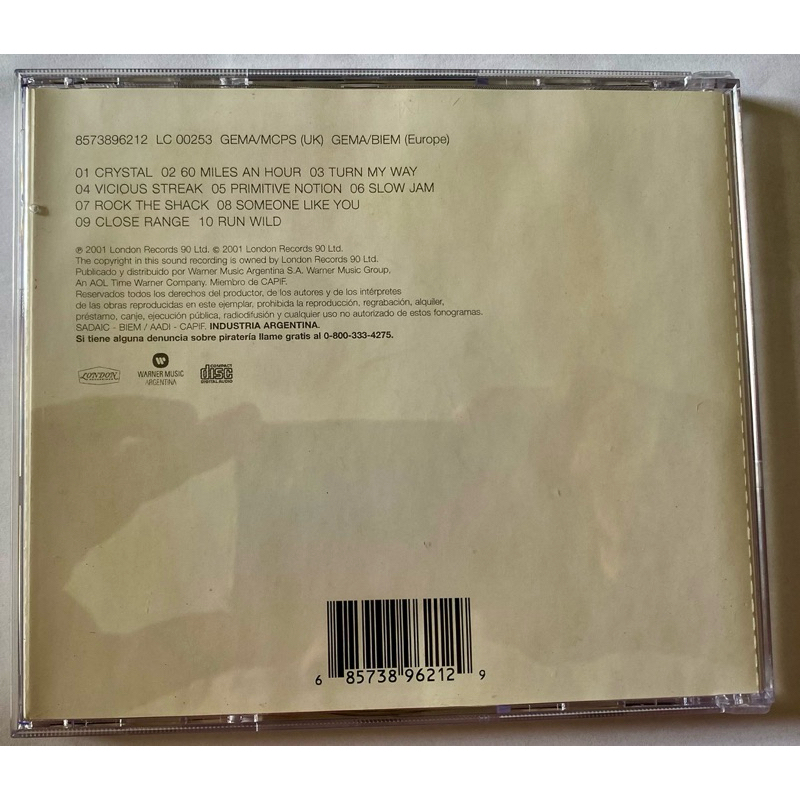 8573896212 LC 00253 GEMA/MCPS (UK) GEMA/BIEM (Europe)
01 CRYSTAL 02 60 MILES AN HOUR 03 TURN MY WAY
04 VICIOUS STREAK 05 PRIMITIVE NOTION 06 SLOW JAM
07 ROCK THE SHACK 08 SOMEONE LIKE YOU
09 CLOSE RANGE 10 RUN WILD
℗ 2001 London Records 90 Ltd. © 2001 London Records 90 Ltd.
The copyright in this sound recording is owned by London Records 90 Ltd.
Publicado y distribuido por Warner Music Argentina S.A. Warner Music Group,
An AOL Time Warner Company. Miembro de CAPIF.
Reservados todos los derechos del productor, de los autores y de los intérpretes
de las obras reproducidas en este ejemplar, prohibida la reproducción, regrabación, alquiler,
préstamo, canje, ejecución pública, radiodifusión y cualquier uso no autorizado de estos fonogramas.
SADAIC - BIEM / AADI - CAPIF. INDUSTRIA ARGENTINA.
Si tiene alguna denuncia sobre piratería llame gratis al 0-800-333-4275.
LONDON
WARNER MUSIC
ARGENTINA
COMPACT
disc
DIGITAL AUDIO
6 85738 96212 9